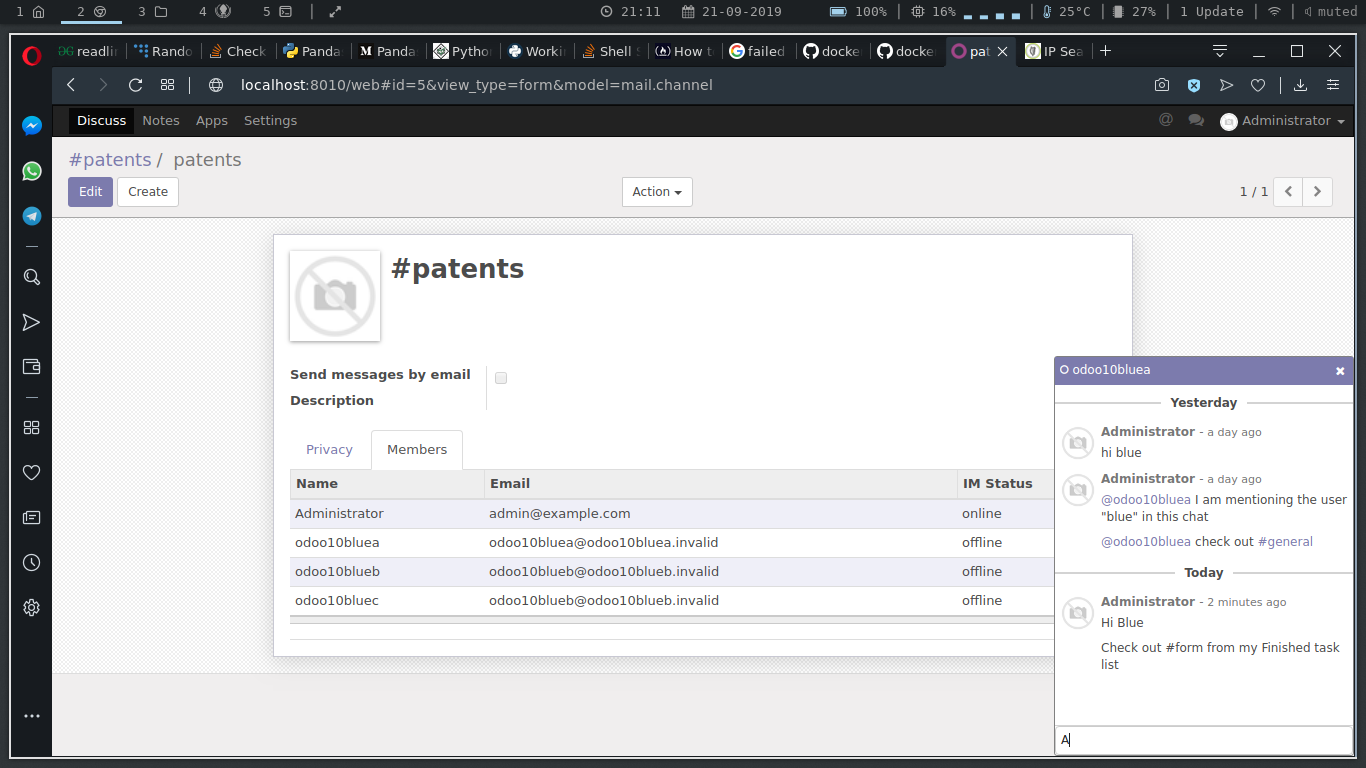 1 2 3 4 5 21:11 21-09-2019 100% 16% 25°C 27% 1 Update muted
readli Rando Check Panda Panda Pytho Worki Shell S How t failed docke docke pat IP Sea
localhost:8010/web#id=5&view_type=form&model=mail.channel
Discuss Notes Apps Settings @ Administrator
#patents / patents
Edit Create Action 1 / 1
#patents
Send messages by email
Description
Privacy Members
Name Email IM Status
Administrator admin@example.com online
odoo10bluea odoo10bluea@odoo10bluea.invalid offline
odoo10blueb odoo10blueb@odoo10blueb.invalid offline
odoo10bluec odoo10blueb@odoo10blueb.invalid offline
odoo10bluea
Yesterday
Administrator - a day ago
hi blue
Administrator - a day ago
@odoo10bluea I am mentioning the user
"blue" in this chat
@odoo10bluea check out #general
Today
Administrator - 2 minutes ago
Hi Blue
Check out #form from my Finished task
list
A